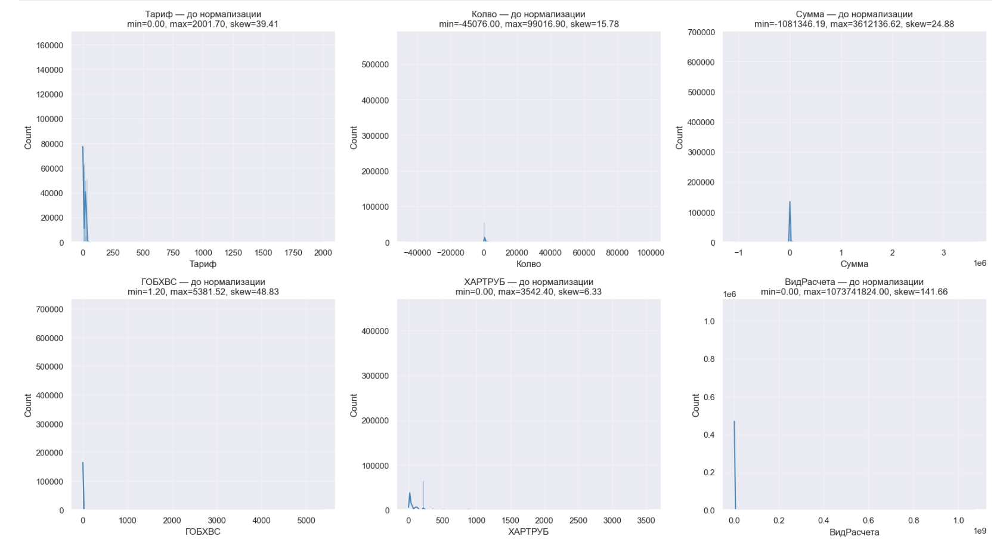 Тариф — до нормализации
min=0.00, max=2001.70, skew=39.41
160000
140000
120000
100000
80000
60000
40000
20000
0
Count
0 250 500 750 1000 1250 1500 1750 2000
Тариф
Колво — до нормализации
min=-45076.00, max=99016.90, skew=15.78
500000
400000
300000
200000
100000
0
Count
−40000 −20000 0 20000 40000 60000 80000 100000
Колво
Сумма — до нормализации
min=-1081346.19, max=3612136.62, skew=24.88
700000
600000
500000
400000
300000
200000
100000
0
Count
−1 0 1 2 3
1e6
Сумма
ГОБХВС — до нормализации
min=1.20, max=5381.52, skew=48.83
700000
600000
500000
400000
300000
200000
100000
0
Count
0 1000 2000 3000 4000 5000
ГОБХВС
ХАРТРУБ — до нормализации
min=0.00, max=3542.40, skew=6.33
400000
300000
200000
100000
0
Count
0 500 1000 1500 2000 2500 3000 3500
ХАРТРУБ
ВидРасчета — до нормализации
1e6 min=0.00, max=1073741824.00, skew=141.66
1.0
0.8
0.6
0.4
0.2
0.0
Count
0.0 0.2 0.4 0.6 0.8 1.0
1e9
ВидРасчета